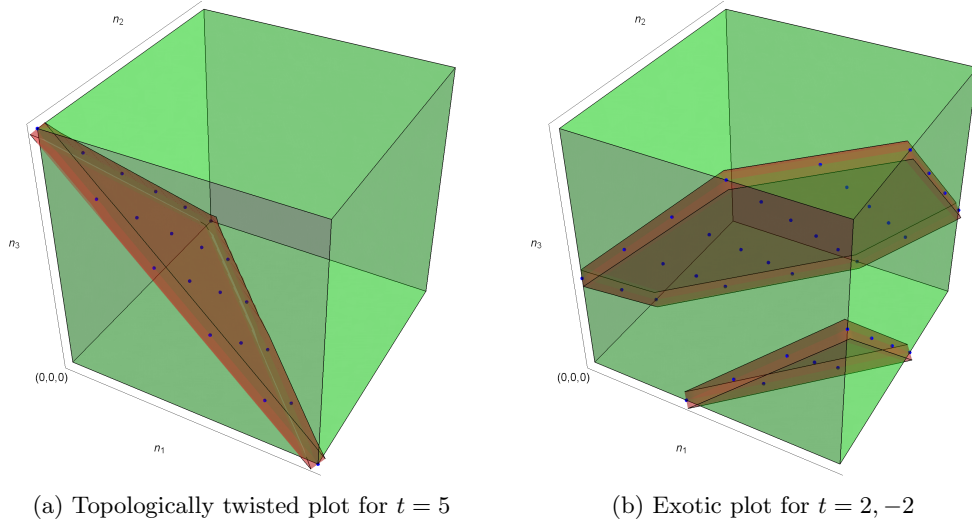 n₂
n₂
n₃
n₃
(0,0,0)
(0,0,0)
n₁
n₁
(a) Topologically twisted plot for t = 5
(b) Exotic plot for t = 2, −2